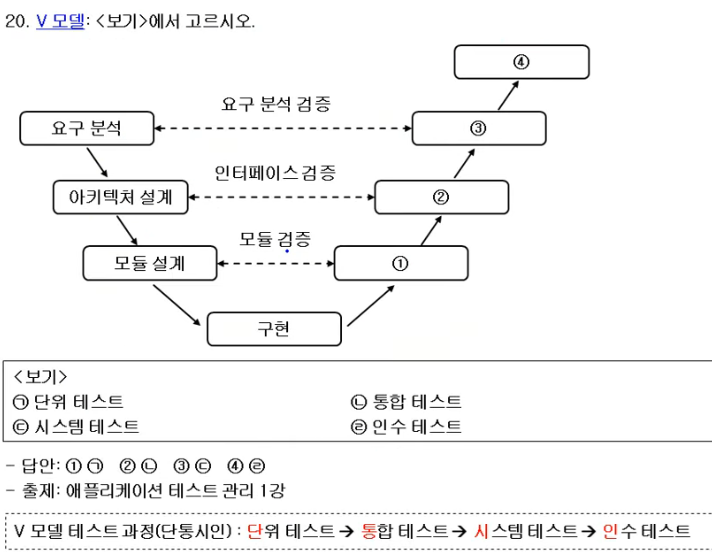 20. V 모델: <보기>에서 고르시오.
④
요구 분석 검증
요구 분석
③
인터페이스 검증
아키텍처 설계
②
모듈 검증
모듈 설계
①
구현
<보기>
㉠ 단위 테스트
㉡ 통합 테스트
㉢ 시스템 테스트
㉣ 인수 테스트
- 답안: ① ㉠ ② ㉡ ③ ㉢ ④ ㉣
- 출제: 애플리케이션 테스트 관리 1강
V 모델 테스트 과정(단통시인) : 단위 테스트→ 통합 테스트→ 시스템 테스트→ 인수 테스트